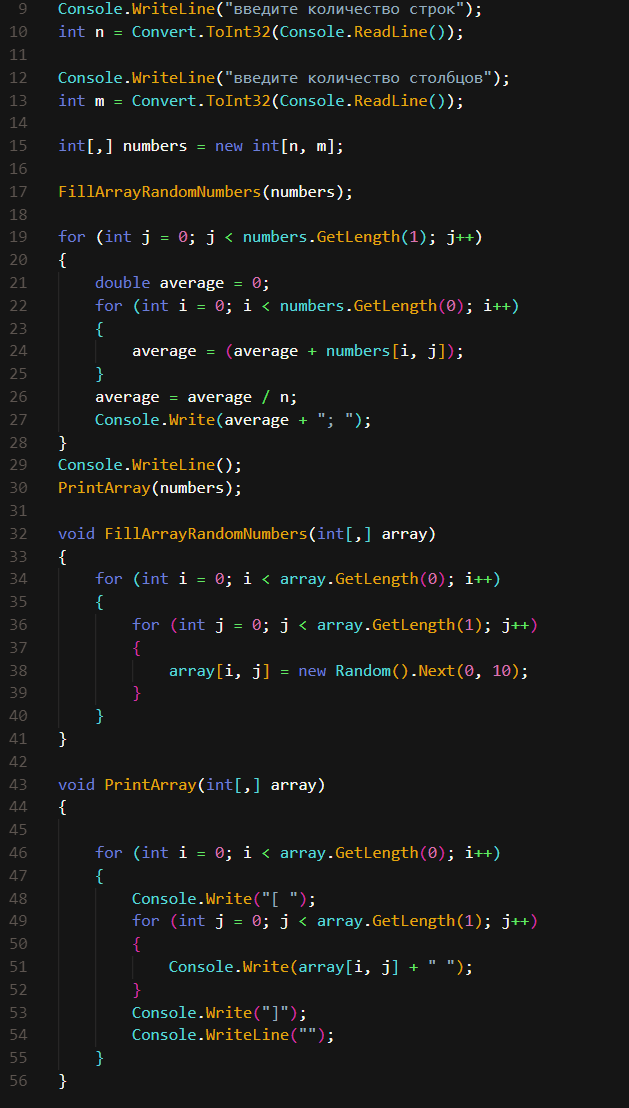 9 Console.WriteLine("введите количество строк");
10 int n = Convert.ToInt32(Console.ReadLine());
11
12 Console.WriteLine("введите количество столбцов");
13 int m = Convert.ToInt32(Console.ReadLine());
14
15 int[,] numbers = new int[n, m];
16
17 FillArrayRandomNumbers(numbers);
18
19 for (int j = 0; j < numbers.GetLength(1); j++)
20 {
21     double average = 0;
22     for (int i = 0; i < numbers.GetLength(0); i++)
23     {
24         average = (average + numbers[i, j]);
25     }
26     average = average / n;
27     Console.Write(average + "; ");
28 }
29 Console.WriteLine();
30 PrintArray(numbers);
31
32 void FillArrayRandomNumbers(int[,] array)
33 {
34     for (int i = 0; i < array.GetLength(0); i++)
35     {
36         for (int j = 0; j < array.GetLength(1); j++)
37         {
38             array[i, j] = new Random().Next(0, 10);
39         }
40     }
41 }
42
43 void PrintArray(int[,] array)
44 {
45
46     for (int i = 0; i < array.GetLength(0); i++)
47     {
48         Console.Write("[ ");
49         for (int j = 0; j < array.GetLength(1); j++)
50         {
51             Console.Write(array[i, j] + " ");
52         }
53         Console.Write("]");
54         Console.WriteLine("");
55     }
56 }